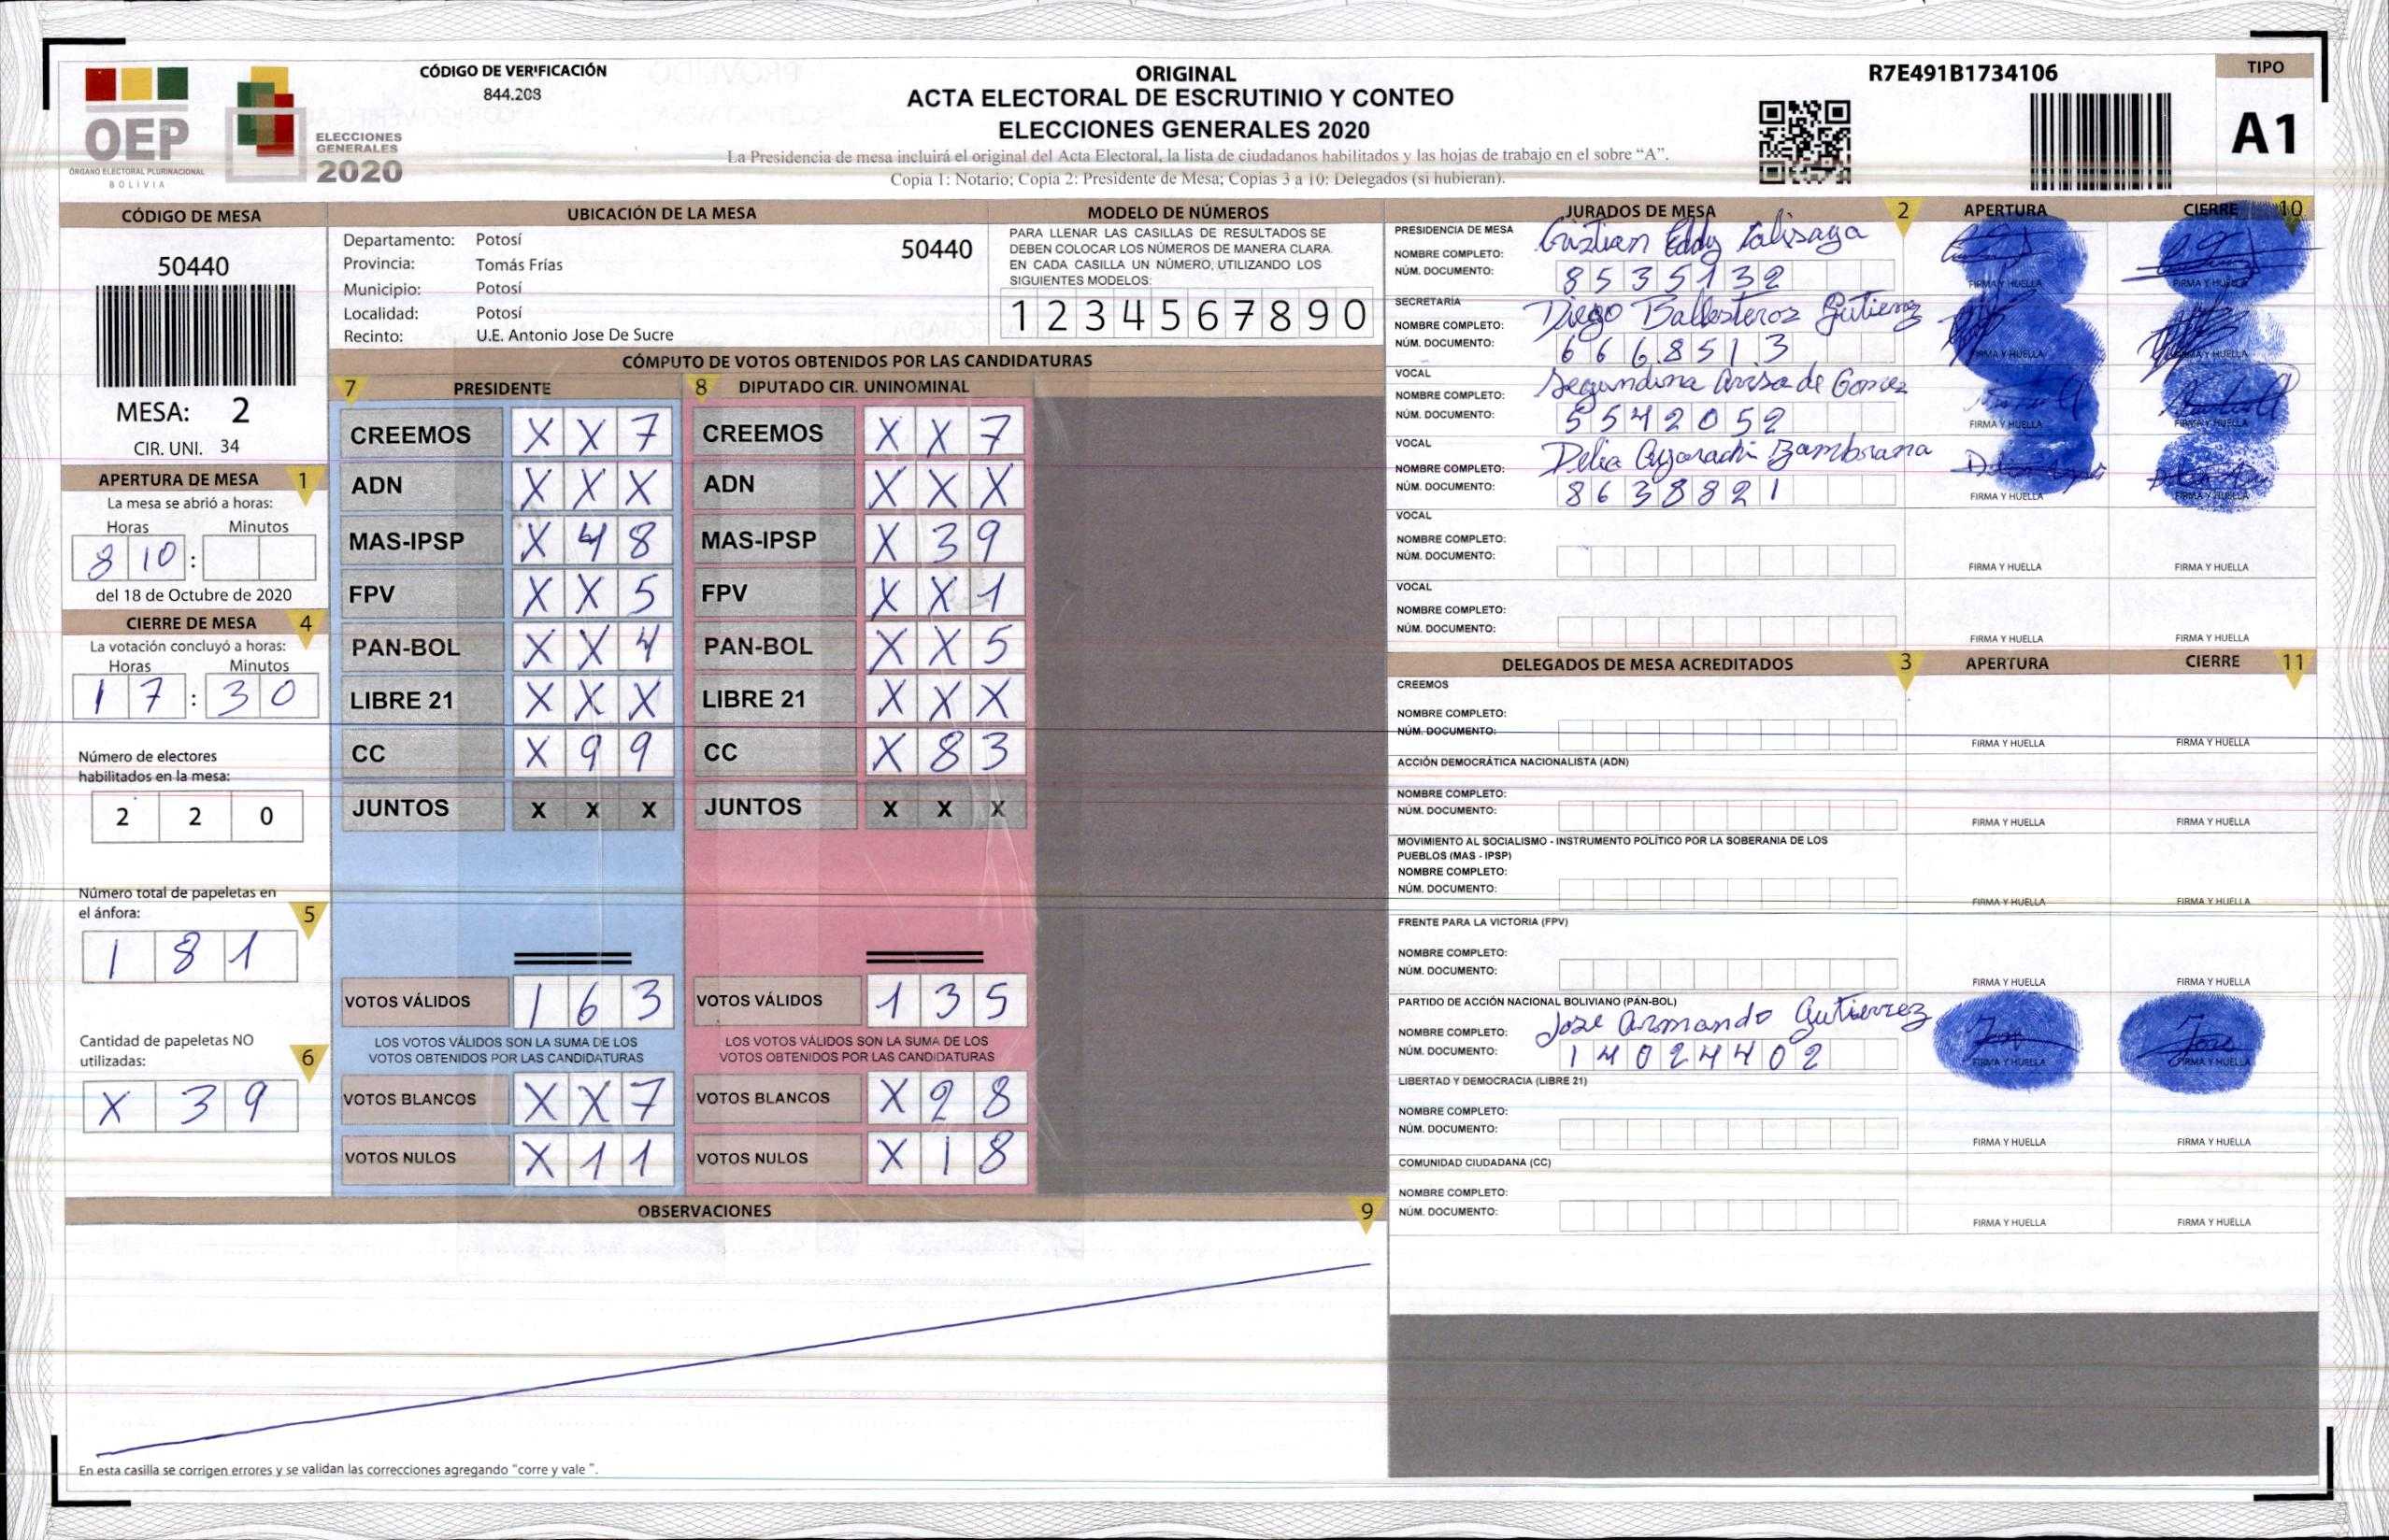 CÓDIGO DE VERIFICACIÓN
844.208
ORIGINAL
ACTA ELECTORAL DE ESCRUTINIO Y CONTEO
ELECCIONES GENERALES 2020
La Presidencia de mesa incluirá el original del Acta Electoral, la lista de ciudadanos habilitados y las hojas de trabajo en el sobre “A”.
Copia 1: Notario; Copia 2: Presidente de Mesa; Copias 3 a 10: Delegados (si hubieran).
R7E491B1734106
TIPO
A1
OEP
ÓRGANO ELECTORAL PLURINACIONAL
BOLIVIA
ELECCIONES
GENERALES
2020
CÓDIGO DE MESA
50440
MESA: 2
CIR. UNI. 34
APERTURA DE MESA 1
La mesa se abrió a horas:
Horas Minutos
8 10 :
del 18 de Octubre de 2020
CIERRE DE MESA 4
La votación concluyó a horas:
Horas Minutos
1 7 : 3 0
Número de electores
habilitados en la mesa:
2 2 0
Número total de papeletas en
el ánfora: 5
1 8 1
Cantidad de papeletas NO
utilizadas: 6
X 3 9
UBICACIÓN DE LA MESA
Departamento: Potosí 50440
Provincia: Tomás Frías
Municipio: Potosí
Localidad: Potosí
Recinto: U.E. Antonio Jose De Sucre
MODELO DE NÚMEROS
PARA LLENAR LAS CASILLAS DE RESULTADOS SE
DEBEN COLOCAR LOS NÚMEROS DE MANERA CLARA.
EN CADA CASILLA UN NÚMERO, UTILIZANDO LOS
SIGUIENTES MODELOS:
1 2 3 4 5 6 7 8 9 0
CÓMPUTO DE VOTOS OBTENIDOS POR LAS CANDIDATURAS
7 PRESIDENTE 8 DIPUTADO CIR. UNINOMINAL
CREEMOS X X 7 CREEMOS X X 7
ADN X X X ADN X X X
MAS-IPSP X 4 8 MAS-IPSP X 3 9
FPV X X 5 FPV X X 1
PAN-BOL X X 4 PAN-BOL X X 5
LIBRE 21 X X X LIBRE 21 X X X
CC X 9 9 CC X 8 3
JUNTOS X X X JUNTOS X X X
VOTOS VÁLIDOS 1 6 3 VOTOS VÁLIDOS 1 3 5
LOS VOTOS VÁLIDOS SON LA SUMA DE LOS LOS VOTOS VÁLIDOS SON LA SUMA DE LOS
VOTOS OBTENIDOS POR LAS CANDIDATURAS VOTOS OBTENIDOS POR LAS CANDIDATURAS
VOTOS BLANCOS X X 7 VOTOS BLANCOS X 2 8
VOTOS NULOS X 1 1 VOTOS NULOS X 1 8
OBSERVACIONES 9
En esta casilla se corrigen errores y se validan las correcciones agregando "corre y vale ".
JURADOS DE MESA 2 APERTURA CIERRE 10
PRESIDENCIA DE MESA
NOMBRE COMPLETO: Cristian Eddy Calisaya
NÚM. DOCUMENTO: 8 5 3 5 1 3 2 FIRMA Y HUELLA FIRMA Y HUELLA
SECRETARÍA
NOMBRE COMPLETO: Diego Ballesteros Gutierrez
NÚM. DOCUMENTO: 6 6 6 8 5 1 3 FIRMA Y HUELLA FIRMA Y HUELLA
VOCAL
NOMBRE COMPLETO: Segundina de Gomez
NÚM. DOCUMENTO: 5 5 4 2 0 5 2 FIRMA Y HUELLA FIRMA Y HUELLA
VOCAL
NOMBRE COMPLETO: Delia Zambrana
NÚM. DOCUMENTO: 8 6 3 8 8 2 1 FIRMA Y HUELLA FIRMA Y HUELLA
VOCAL
NOMBRE COMPLETO:
NÚM. DOCUMENTO: FIRMA Y HUELLA FIRMA Y HUELLA
VOCAL
NOMBRE COMPLETO:
NÚM. DOCUMENTO: FIRMA Y HUELLA FIRMA Y HUELLA
DELEGADOS DE MESA ACREDITADOS 3 APERTURA CIERRE 11
CREEMOS
NOMBRE COMPLETO:
NÚM. DOCUMENTO: FIRMA Y HUELLA FIRMA Y HUELLA
ACCIÓN DEMOCRÁTICA NACIONALISTA (ADN)
NOMBRE COMPLETO:
NÚM. DOCUMENTO: FIRMA Y HUELLA FIRMA Y HUELLA
MOVIMIENTO AL SOCIALISMO - INSTRUMENTO POLÍTICO POR LA SOBERANIA DE LOS
PUEBLOS (MAS - IPSP)
NOMBRE COMPLETO:
NÚM. DOCUMENTO: FIRMA Y HUELLA FIRMA Y HUELLA
FRENTE PARA LA VICTORIA (FPV)
NOMBRE COMPLETO:
NÚM. DOCUMENTO: FIRMA Y HUELLA FIRMA Y HUELLA
PARTIDO DE ACCIÓN NACIONAL BOLIVIANO (PAN-BOL)
NOMBRE COMPLETO: Jose Armando Gutierrez
NÚM. DOCUMENTO: 1 4 0 2 4 4 0 2 FIRMA Y HUELLA FIRMA Y HUELLA
LIBERTAD Y DEMOCRACIA (LIBRE 21)
NOMBRE COMPLETO:
NÚM. DOCUMENTO: FIRMA Y HUELLA FIRMA Y HUELLA
COMUNIDAD CIUDADANA (CC)
NOMBRE COMPLETO:
NÚM. DOCUMENTO: FIRMA Y HUELLA FIRMA Y HUELLA